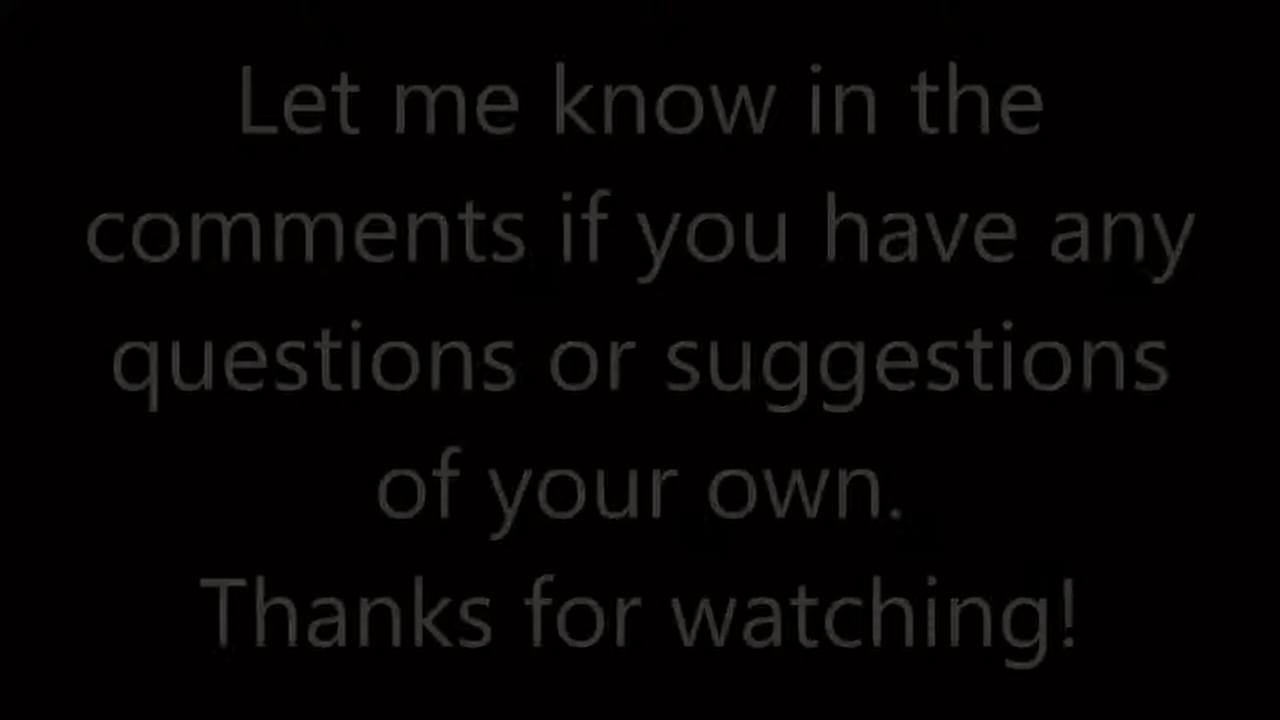 Let me know in the
comments if you have any
questions or suggestions
of your own.
Thanks for watching!